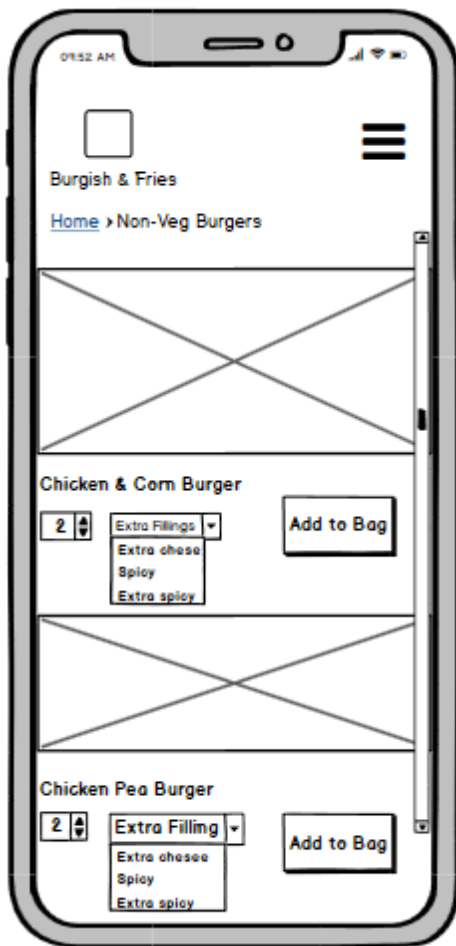 09:52 AM
Burgish & Fries
Home › Non-Veg Burgers
Chicken & Corn Burger
2 Extra Fillings Add to Bag
Extra chese
Spicy
Extra spicy
Chicken Pea Burger
2 Extra Filling Add to Bag
Extra chesee
Spicy
Extra spicy